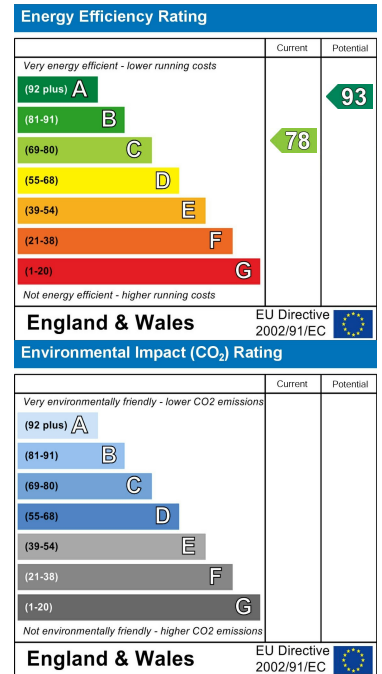 Energy Efficiency Rating
Current Potential
Very energy efficient - lower running costs
(92 plus) A
93
(81-91) B
(69-80) C
78
(55-68) D
(39-54) E
(21-38) F
(1-20) G
Not energy efficient - higher running costs
England & Wales
EU Directive
2002/91/EC
Environmental Impact (CO₂) Rating
Current Potential
Very environmentally friendly - lower CO2 emissions
(92 plus) A
(81-91) B
(69-80) C
(55-68) D
(39-54) E
(21-38) F
(1-20) G
Not environmentally friendly - higher CO2 emissions
England & Wales
EU Directive
2002/91/EC